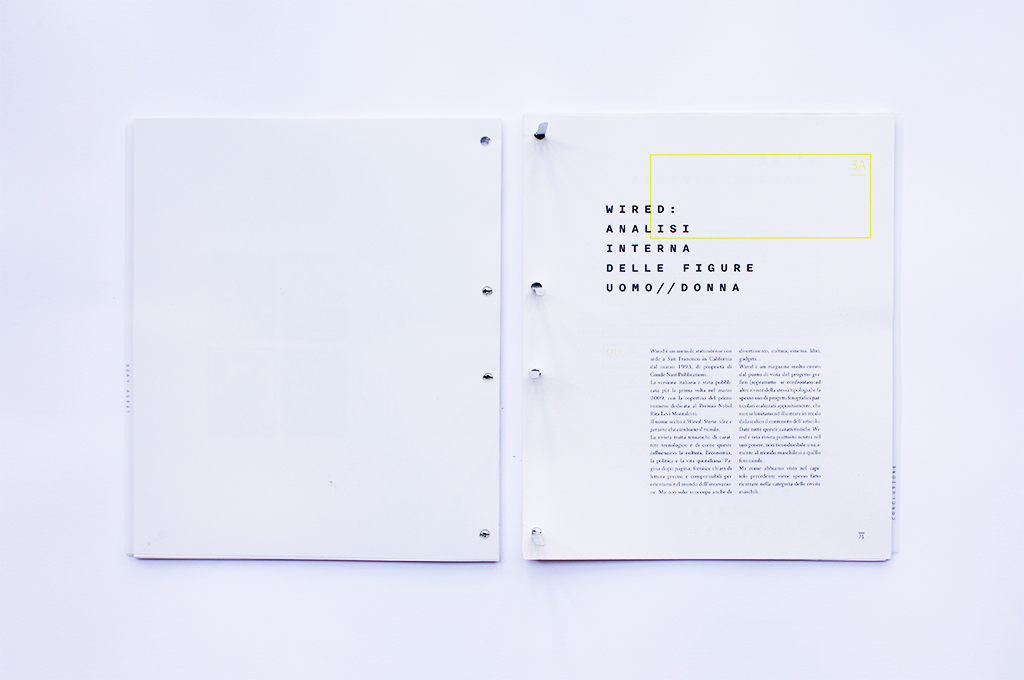 5A
WIRED:
ANALISI
INTERNA
DELLE FIGURE
UOMO//DONNA
Wired è un mensile statunitense con
sede a San Francisco in California
dal marzo 1993, di proprietà di
Condé Nast Publications.
La versione italiana è stata pubbli-
cata per la prima volta nel marzo
2009, con la copertina del primo
numero dedicata al Premio Nobel
Rita Levi Montalcini.
Il nome scelto è Wired. Storie, idee e
persone che cambiano il mondo.
La rivista tratta tematiche di carat-
tere tecnologico e di come queste
influenzano la cultura, l'economia,
la politica e la vita quotidiana. Pa-
gina dopo pagina, fornisce chiavi di
lettura precise e comprensibili per
orientarsi nel mondo dell'innovazio-
ne. Ma non solo: si occupa anche di
divertimento, cultura, cinema, libri,
gadgets...
Wired è un magazine molto curato
dal punto di vista del progetto gra-
fico (soprattutto se confrontato ad
altre riviste della stessa tipologia) e fa
spesso uso di progetti fotografici par-
ticolari realizzati appositamente, che
non si limitano ad illustrare in modo
didascalico il contenuto dell'articolo.
Date tutte queste caratteristiche Wi-
red è una rivista piuttosto neutra nel
suo genere, non riconducibile unica-
mente al mondo maschile o a quello
femminile.
Ma come abbiamo visto nel capi-
tolo precedente viene spesso fatto
rientrare nella categoria delle riviste
maschili.
CONCLUSIONS